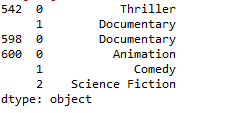 542 0 Thriller
1 Documentary
598 0 Documentary
600 0 Animation
1 Comedy
2 Science Fiction
dtype: object